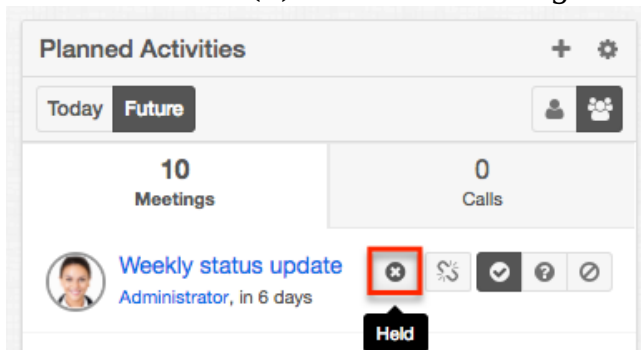 Planned Activities
Today Future
10
Meetings
0
Calls
Weekly status update
Administrator, in 6 days
Held